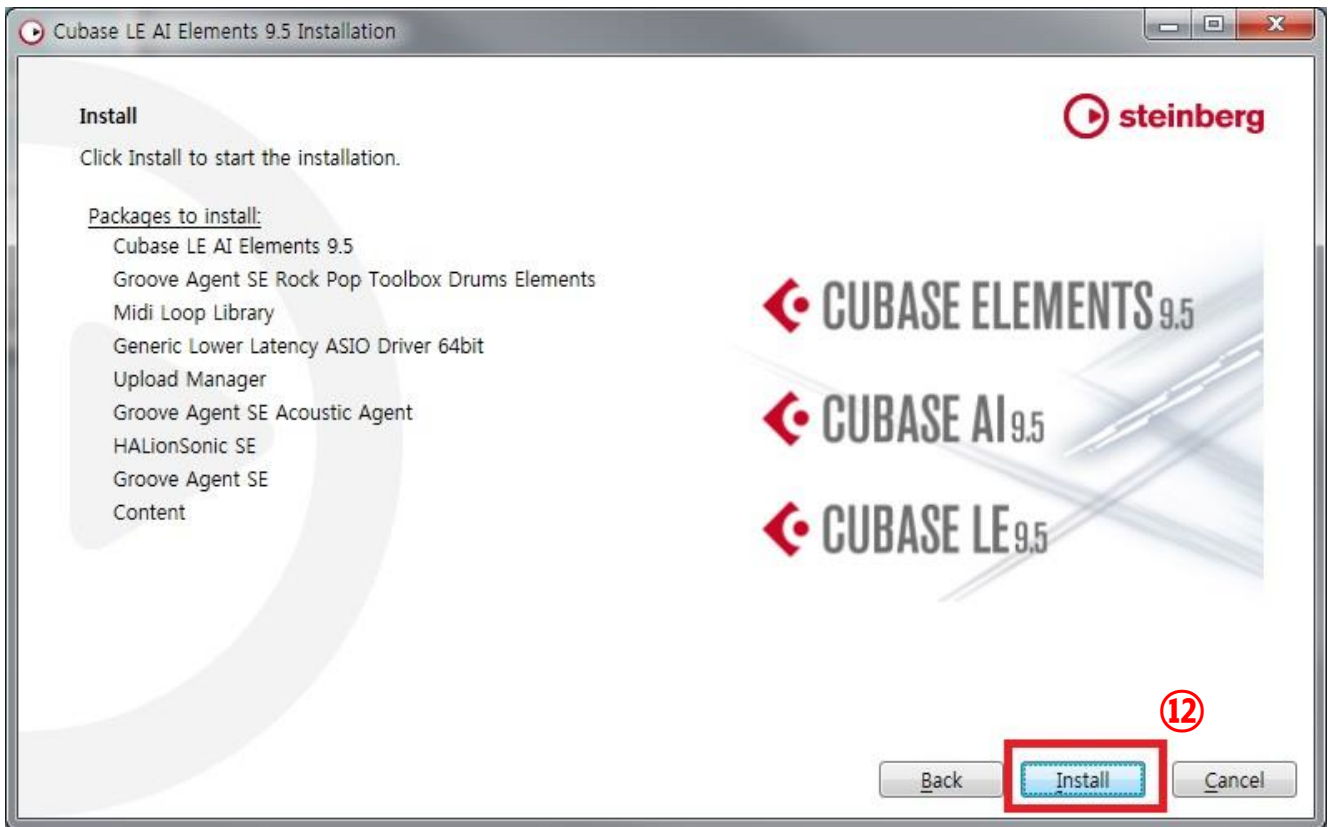 Cubase LE AI Elements 9.5 Installation
Install
steinberg
Click Install to start the installation.
Packages to install:
Cubase LE AI Elements 9.5
Groove Agent SE Rock Pop Toolbox Drums Elements
Midi Loop Library
Generic Lower Latency ASIO Driver 64bit
Upload Manager
Groove Agent SE Acoustic Agent
HALionSonic SE
Groove Agent SE
Content
CUBASE ELEMENTS 9.5
CUBASE AI 9.5
CUBASE LE 9.5
⑫
Back Install Cancel